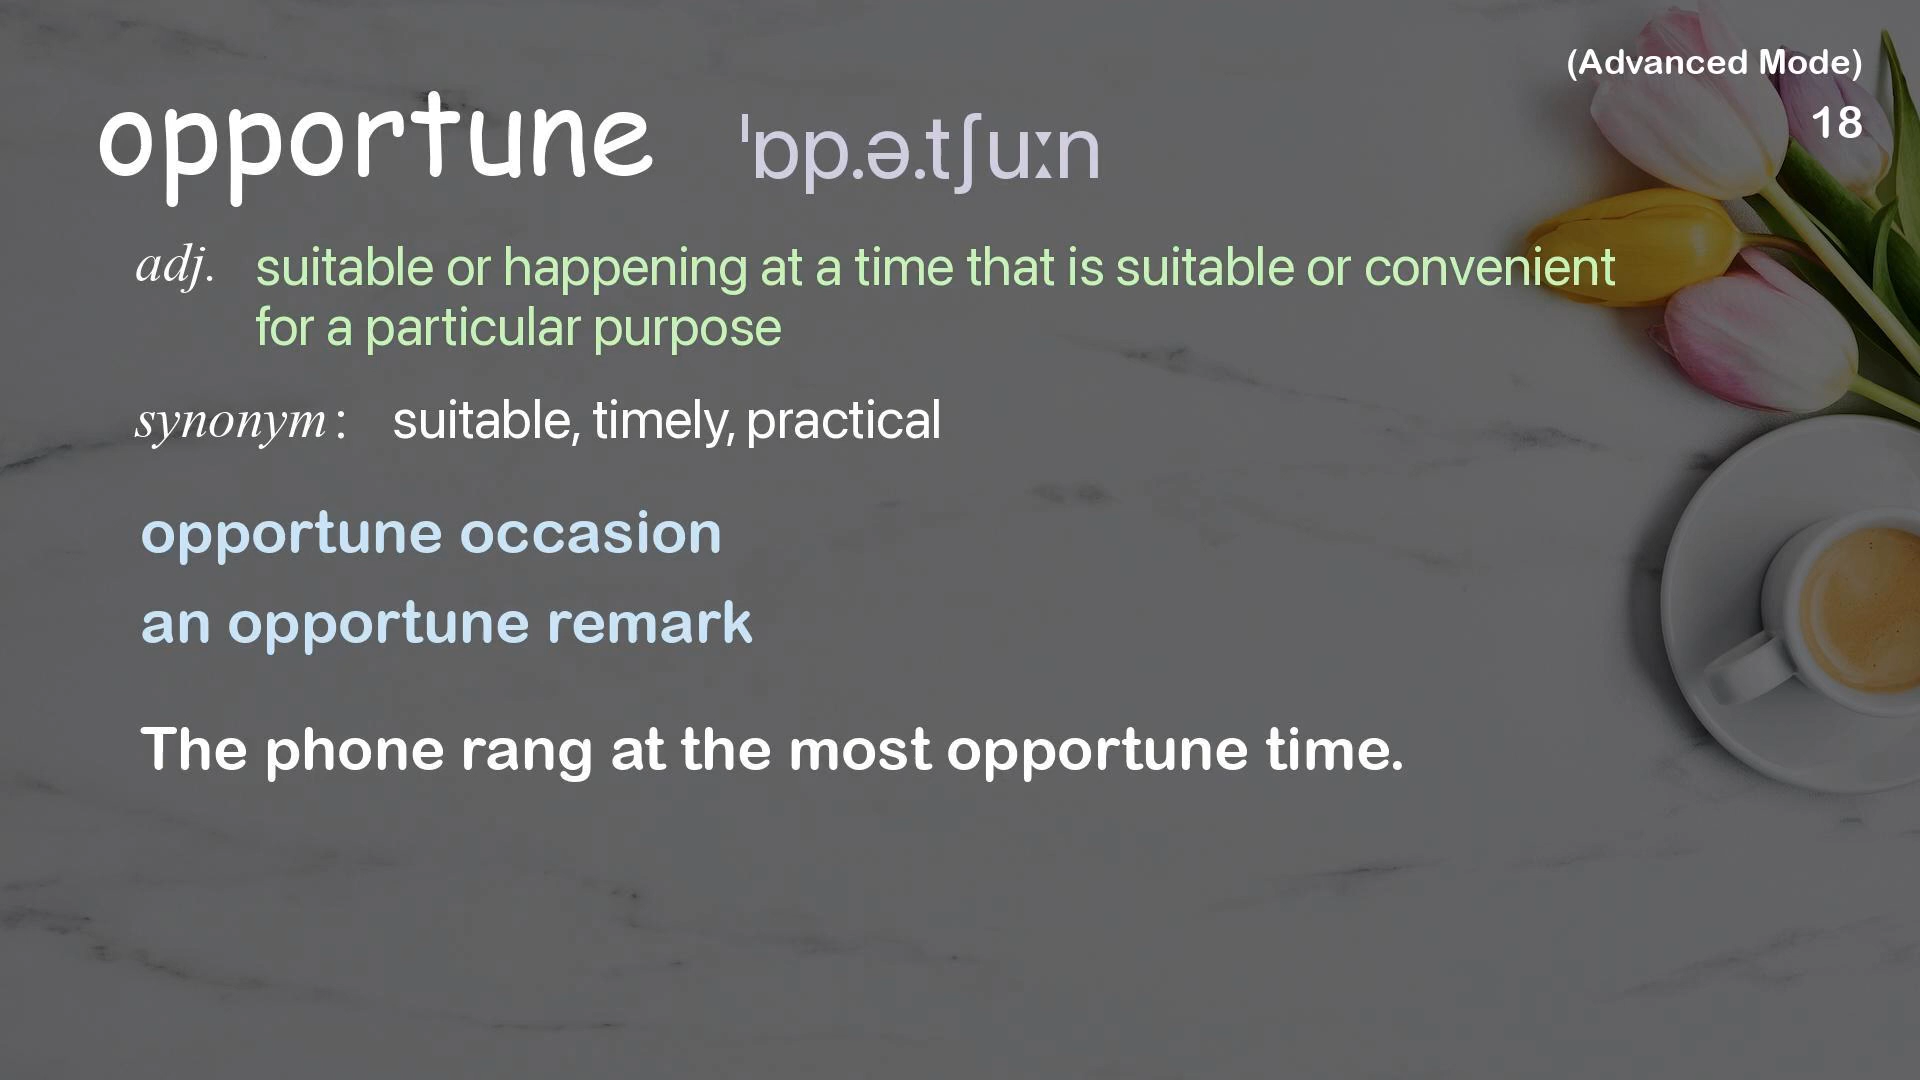 (Advanced Mode)
18
opportune ˈɒp.ə.tʃuːn
adj. suitable or happening at a time that is suitable or convenient
for a particular purpose
synonym: suitable, timely, practical
opportune occasion
an opportune remark
The phone rang at the most opportune time.